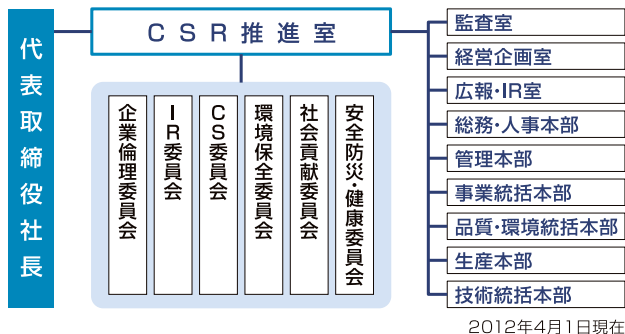 代表取締役社長
CSR推進室
企業倫理委員会
IR委員会
CS委員会
環境保全委員会
社会貢献委員会
安全防災・健康委員会
監査室
経営企画室
広報・IR室
総務・人事本部
管理本部
事業統括本部
品質・環境統括本部
生産本部
技術統括本部
2012年4月1日現在